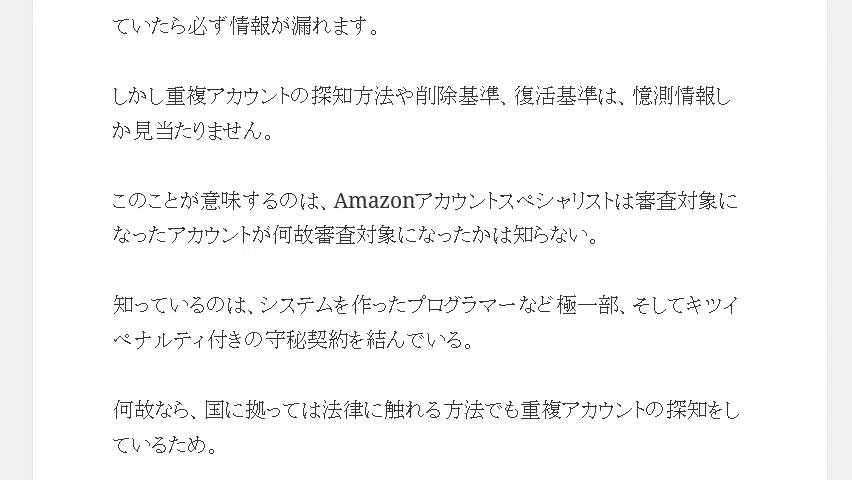 ていたら必ず情報が漏れます。
しかし重複アカウントの探知方法や削除基準、復活基準は、憶測情報し
か見当たりません。
このことが意味するのは、Amazonアカウントスペシャリストは審査対象に
なったアカウントが何故審査対象になったかは知らない。
知っているのは、システムを作ったプログラマーなど極一部、そしてキツイ
ペナルティ付きの守秘契約を結んでいる。
何故なら、国に拠っては法律に触れる方法でも重複アカウントの探知をし
ているため。